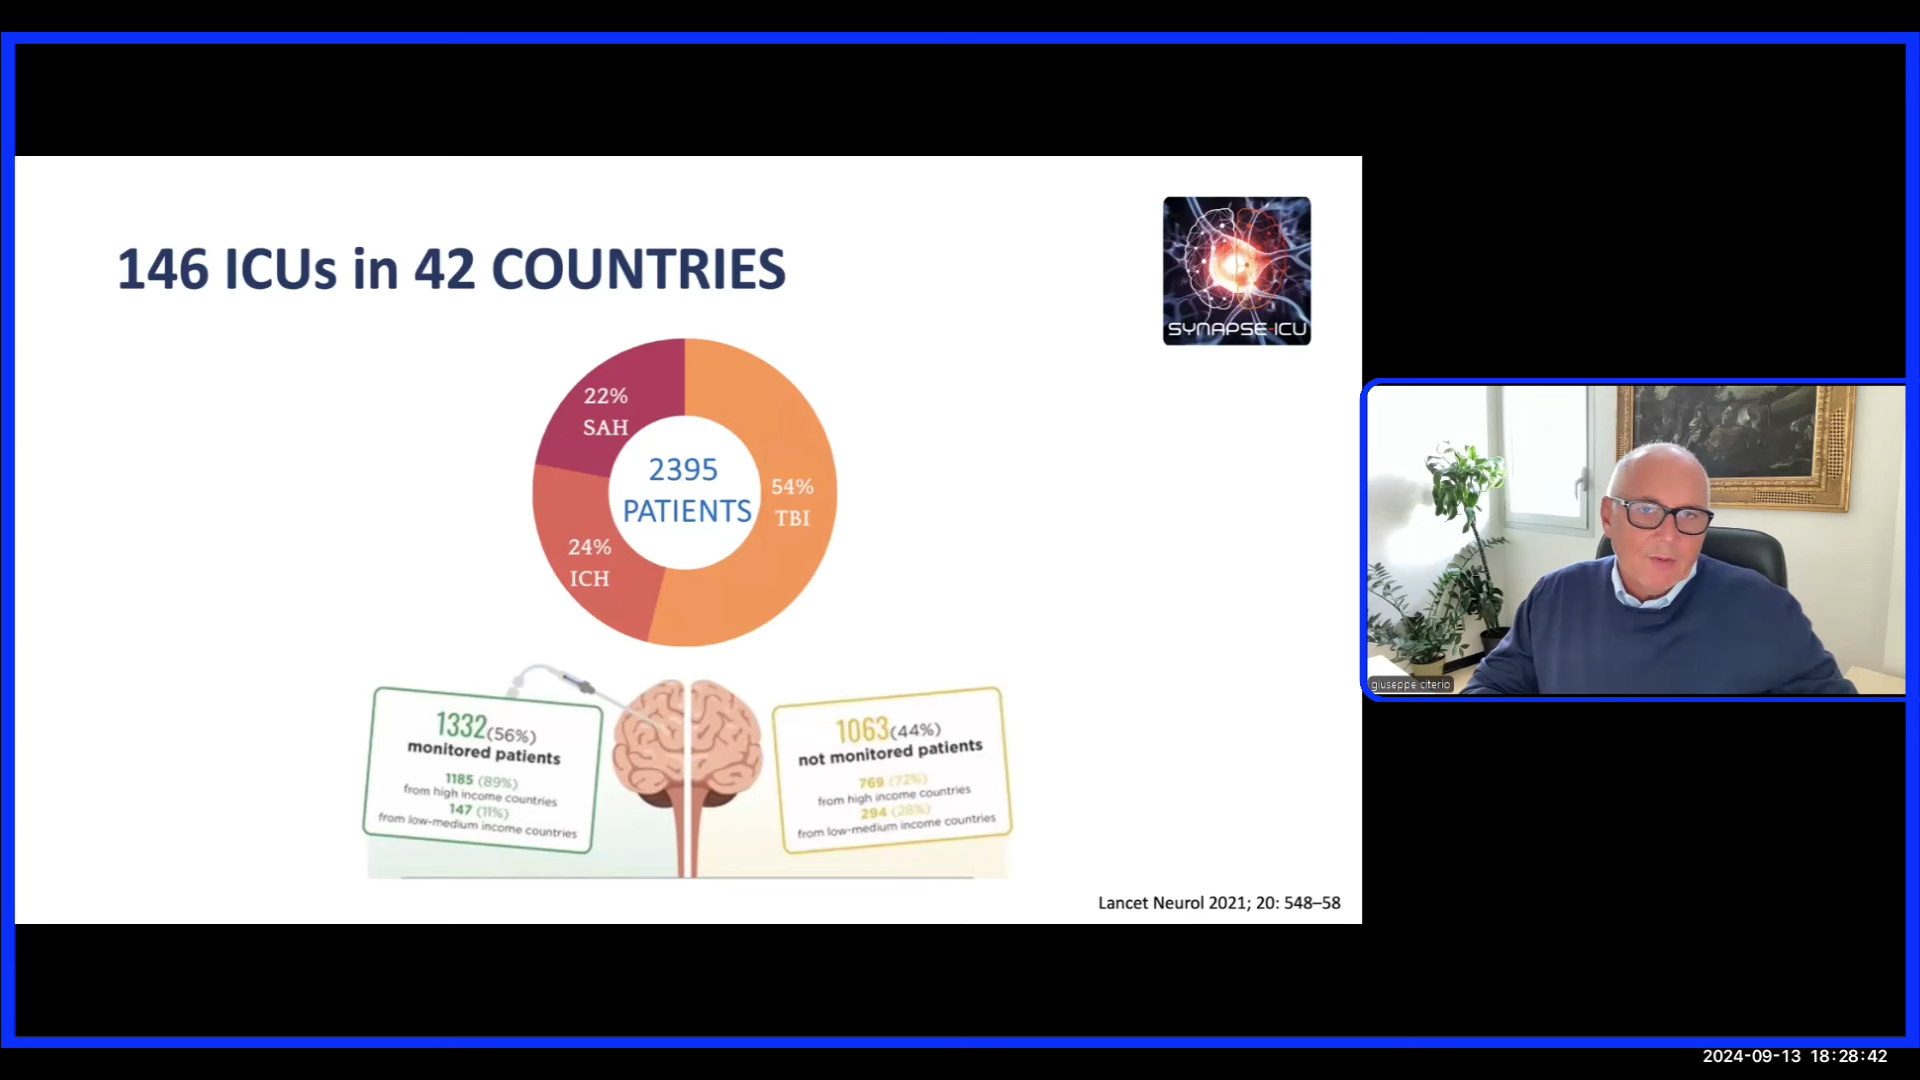 146 ICUs in 42 COUNTRIES
SYNAPSE-ICU
22%
SAH
2395
PATIENTS
54%
TBI
24%
ICH
1332(56%)
monitored patients
1185 (89%)
from high income countries
147 (11%)
from low-medium income countries
1063(44%)
not monitored patients
769 (72%)
from high income countries
294 (28%)
from low-medium income countries
Lancet Neurol 2021; 20: 548–58
giuseppe citerio
2024-09-13 18:28:42